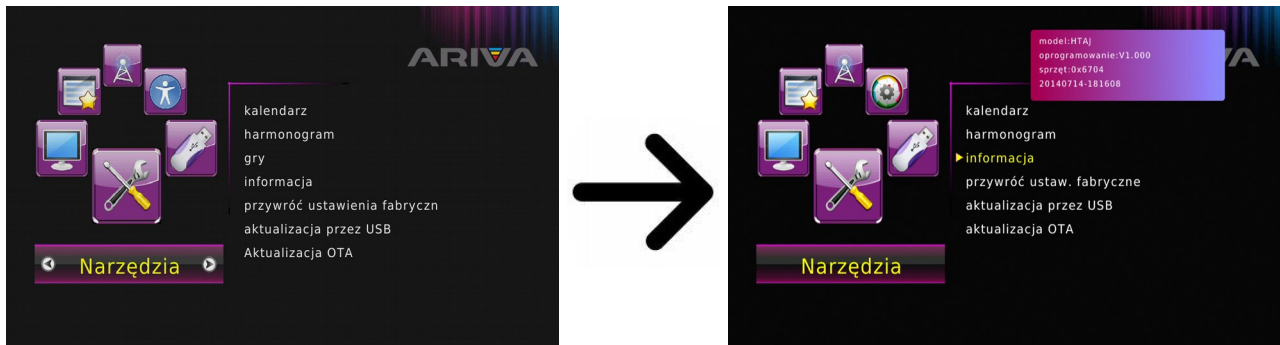 ARIVA
kalendarz
harmonogram
gry
informacja
przywróć ustawienia fabryczn
aktualizacja przez USB
Aktualizacja OTA
Narzędzia
model:HTAJ
oprogramowanie:V1.000
sprzęt:0x6704
20140714-181608
VA
kalendarz
harmonogram
informacja
przywróć ustaw. fabryczne
aktualizacja przez USB
aktualizacja OTA
Narzędzia